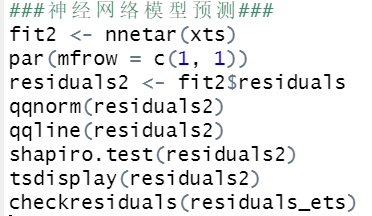 ###神经网络模型预测###
fit2 <- nnetar(xts)
par(mfrow = c(1, 1))
residuals2 <- fit2$residuals
qqnorm(residuals2)
qqline(residuals2)
shapiro.test(residuals2)
tsdisplay(residuals2)
checkresiduals(residuals_ets)